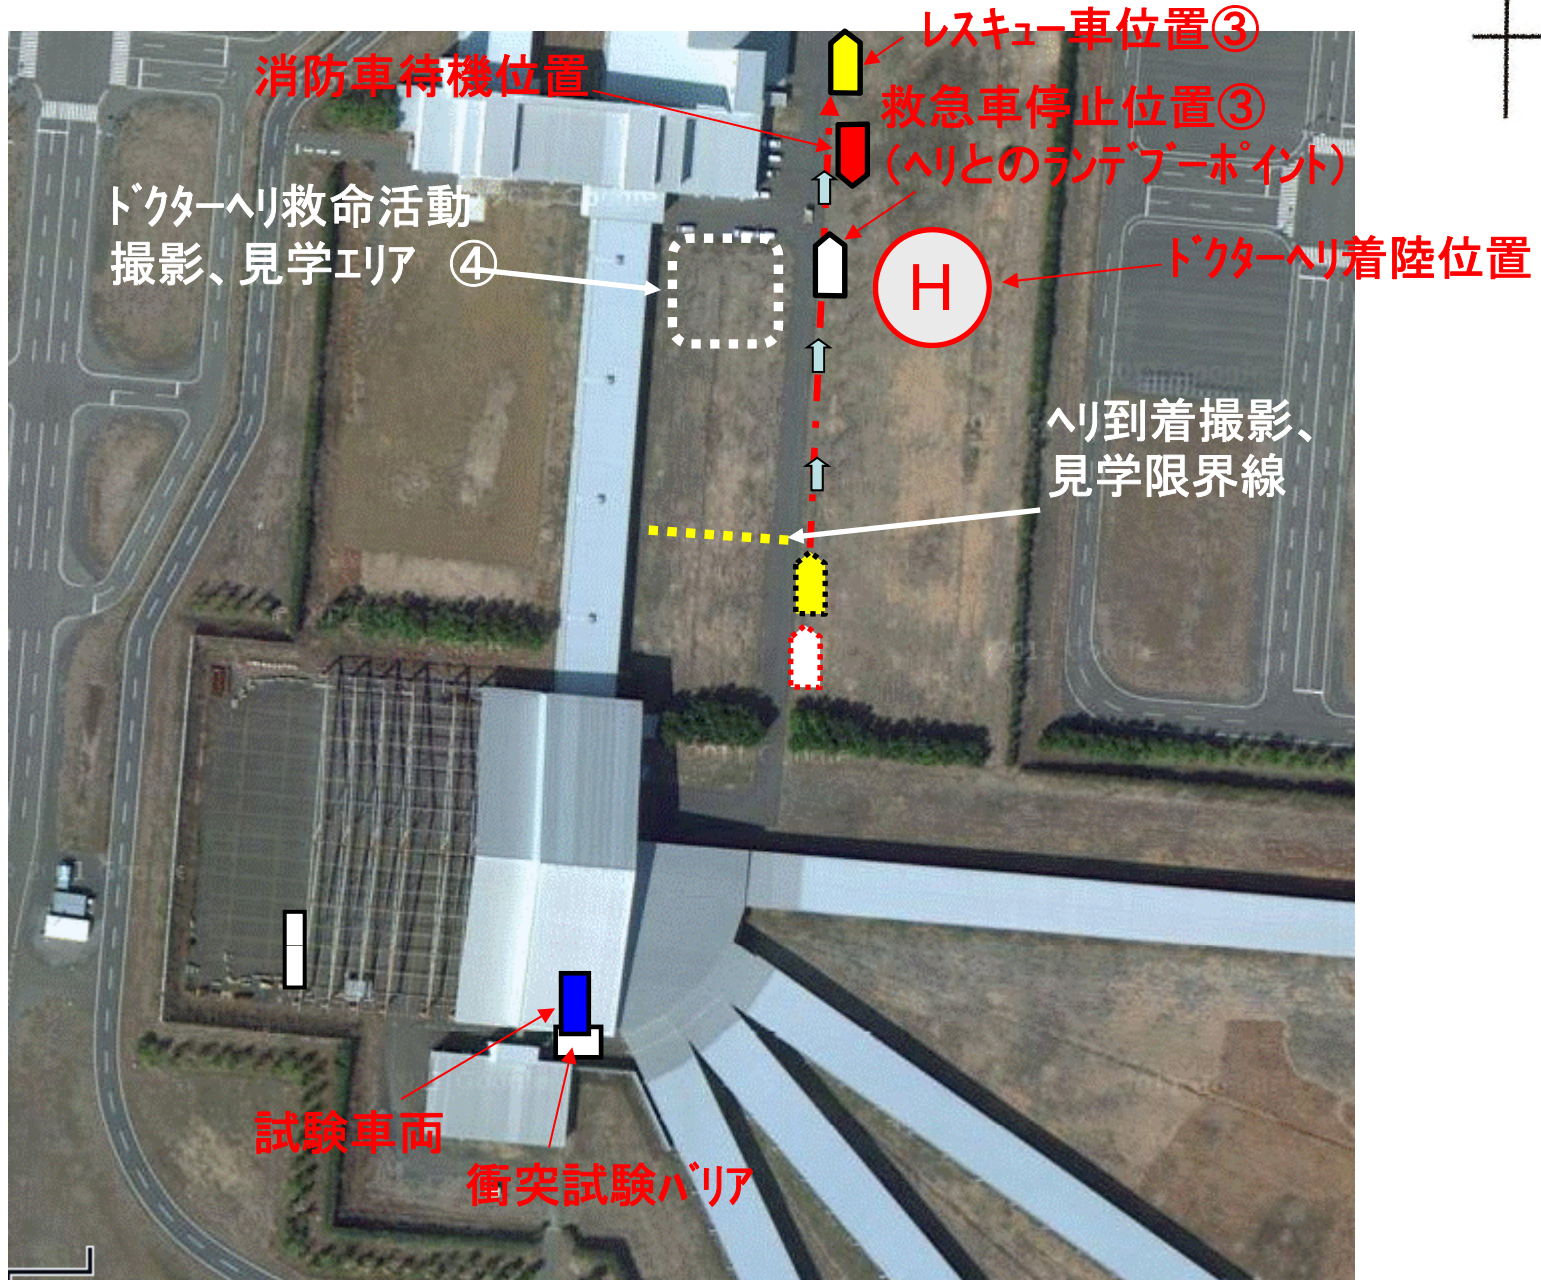 レスキュー車位置③
消防車待機位置
救急車停止位置③
（ヘリとのランデブーポイント）
ドクターヘリ救命活動
撮影、見学エリア ④
ドクターヘリ着陸位置
H
ヘリ到着撮影、
見学限界線
試験車両
衝突試験バリア